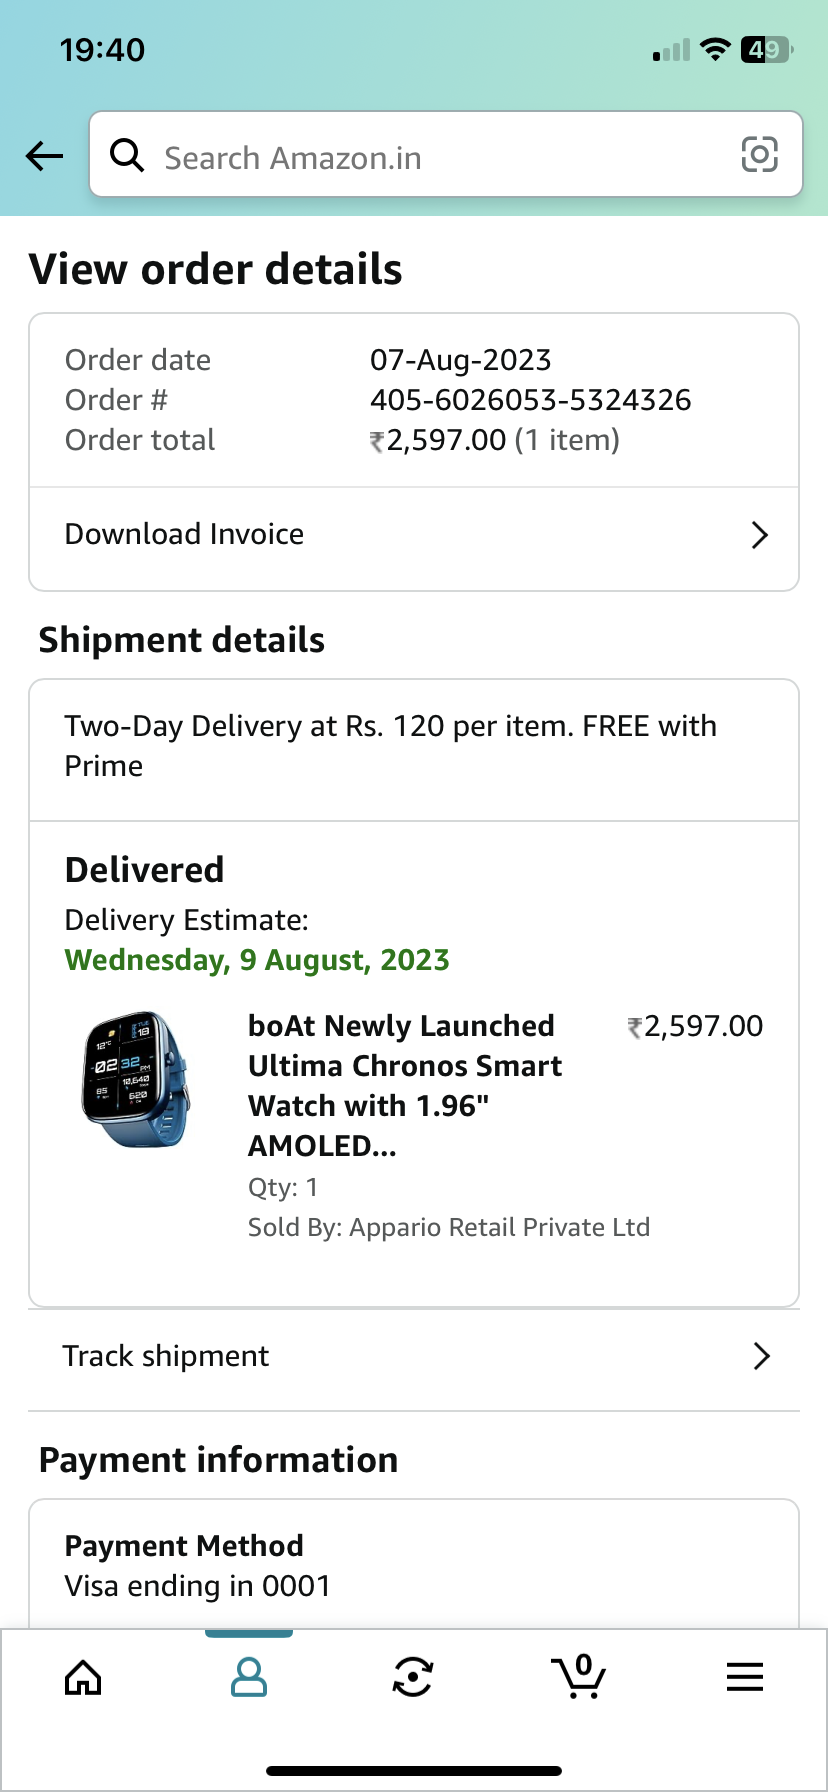 19:40
49
Search Amazon.in
View order details
Order date 07-Aug-2023
Order # 405-6026053-5324326
Order total ₹2,597.00 (1 item)
Download Invoice
Shipment details
Two-Day Delivery at Rs. 120 per item. FREE with
Prime
Delivered
Delivery Estimate:
Wednesday, 9 August, 2023
boAt Newly Launched ₹2,597.00
Ultima Chronos Smart
Watch with 1.96"
AMOLED...
Qty: 1
Sold By: Appario Retail Private Ltd
Track shipment
Payment information
Payment Method
Visa ending in 0001
0